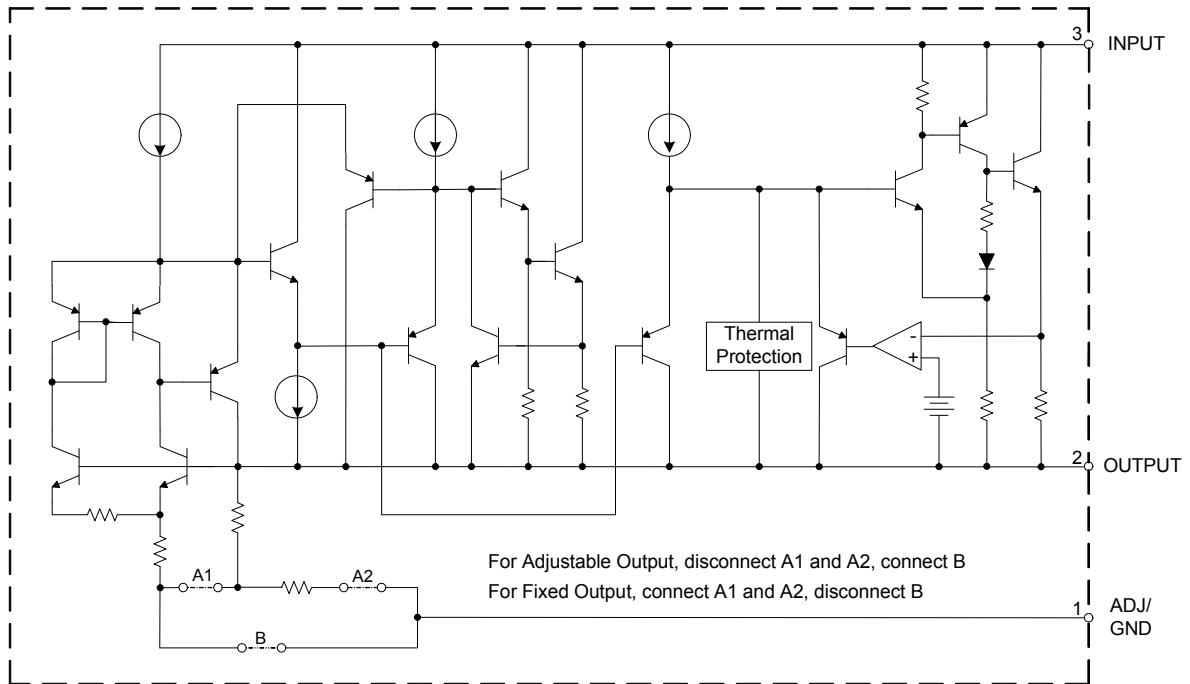 3
INPUT
Thermal
Protection
-
+
2
OUTPUT
For Adjustable Output, disconnect A1 and A2, connect B
For Fixed Output, connect A1 and A2, disconnect B
A1
A2
B
1
ADJ/
GND